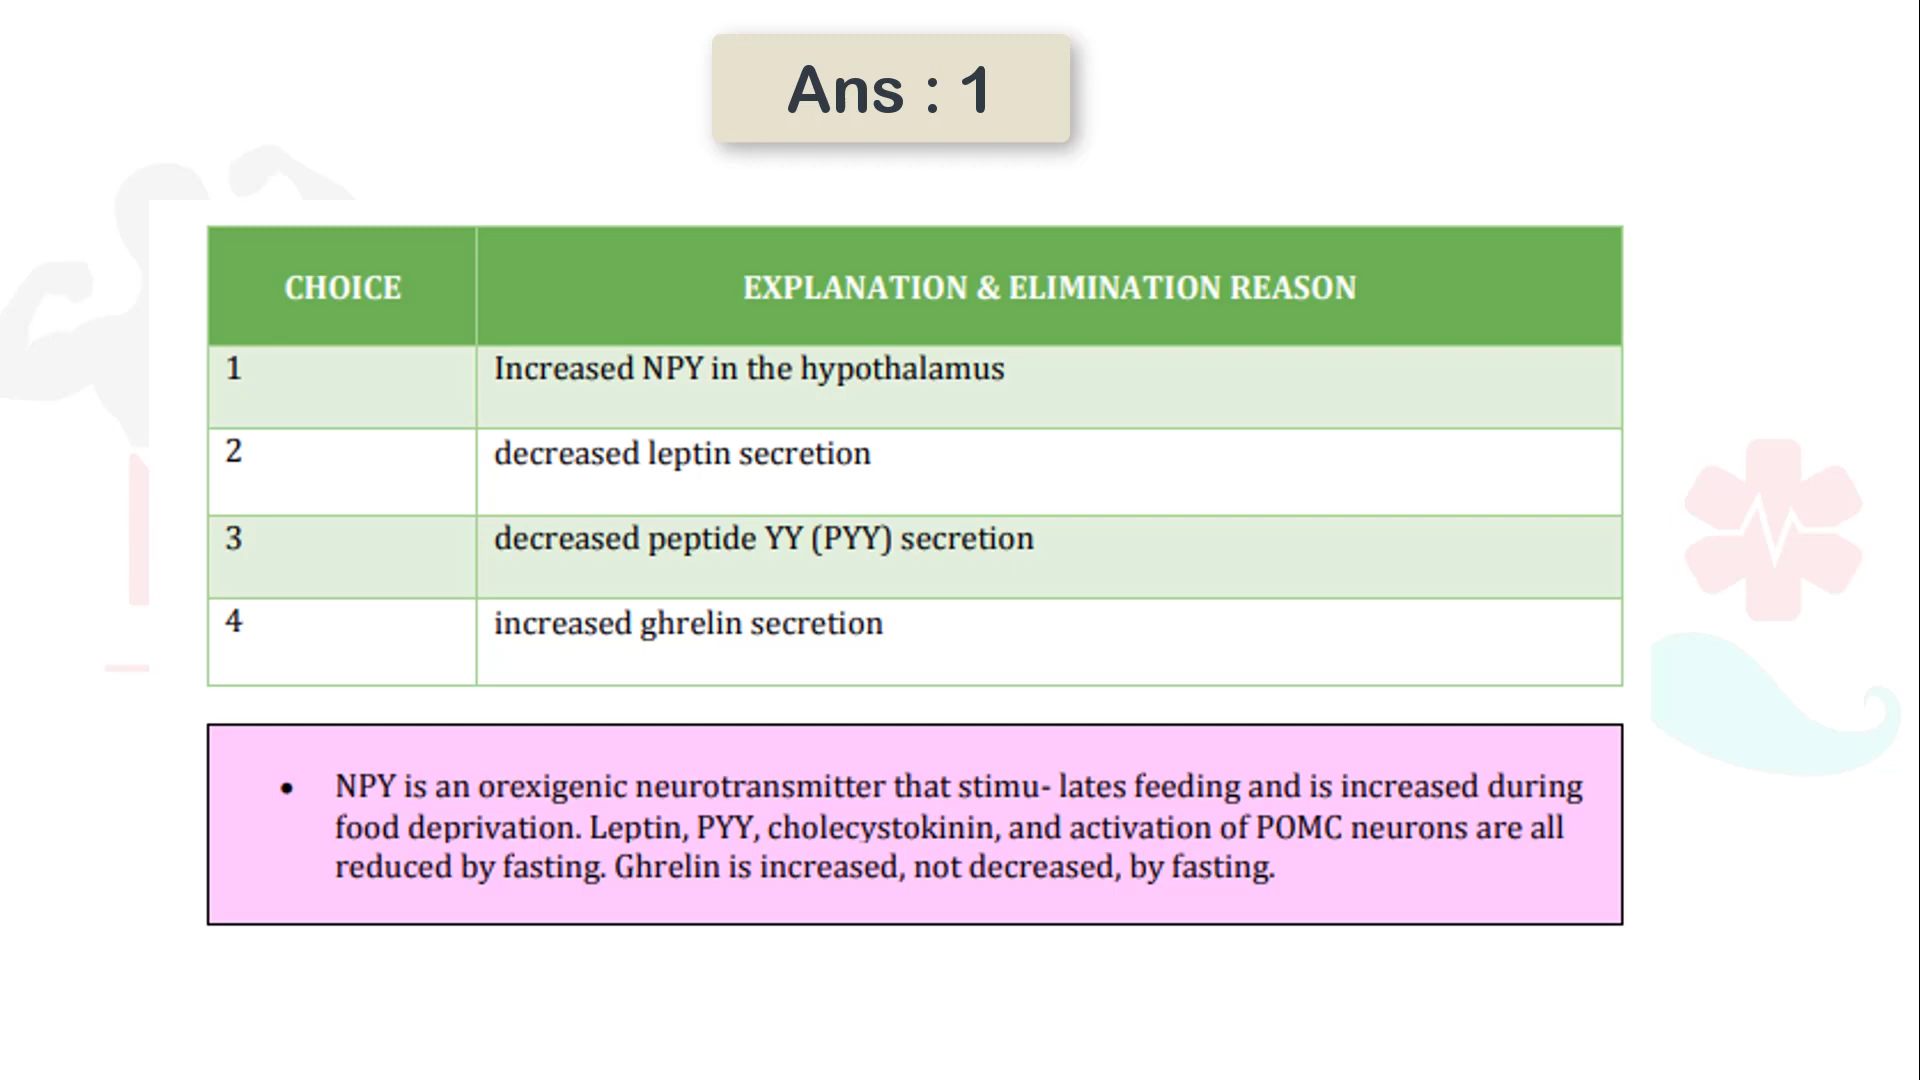 Ans : 1
CHOICE EXPLANATION & ELIMINATION REASON
1 Increased NPY in the hypothalamus
2 decreased leptin secretion
3 decreased peptide YY (PYY) secretion
4 increased ghrelin secretion
• NPY is an orexigenic neurotransmitter that stimu- lates feeding and is increased during
food deprivation. Leptin, PYY, cholecystokinin, and activation of POMC neurons are all
reduced by fasting. Ghrelin is increased, not decreased, by fasting.